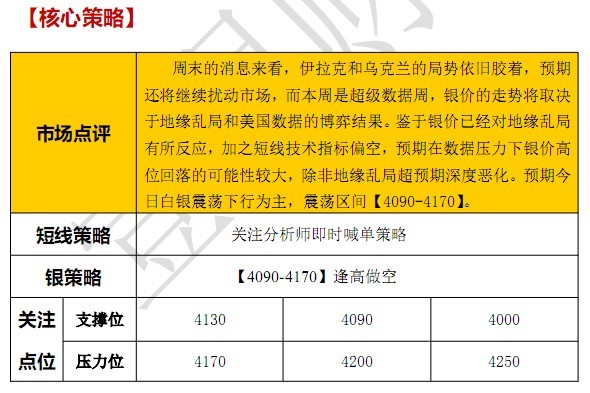 【核心策略】
周末的消息来看，伊拉克和乌克兰的局势依旧胶着，预期
还将继续扰动市场，而本周是超级数据周，银价的走势将取决
于地缘乱局和美国数据的博弈结果。鉴于银价已经对地缘乱局
市场点评
有所反应，加之短线技术指标偏空，预期在数据压力下银价高
位回落的可能性较大，除非地缘乱局超预期深度恶化。预期今
日白银震荡下行为主，震荡区间【4090-4170】。
短线策略 关注分析师即时喊单策略
银策略 【4090-4170】逢高做空
关注 支撑位 4130 4090 4000
点位 压力位 4170 4200 4250